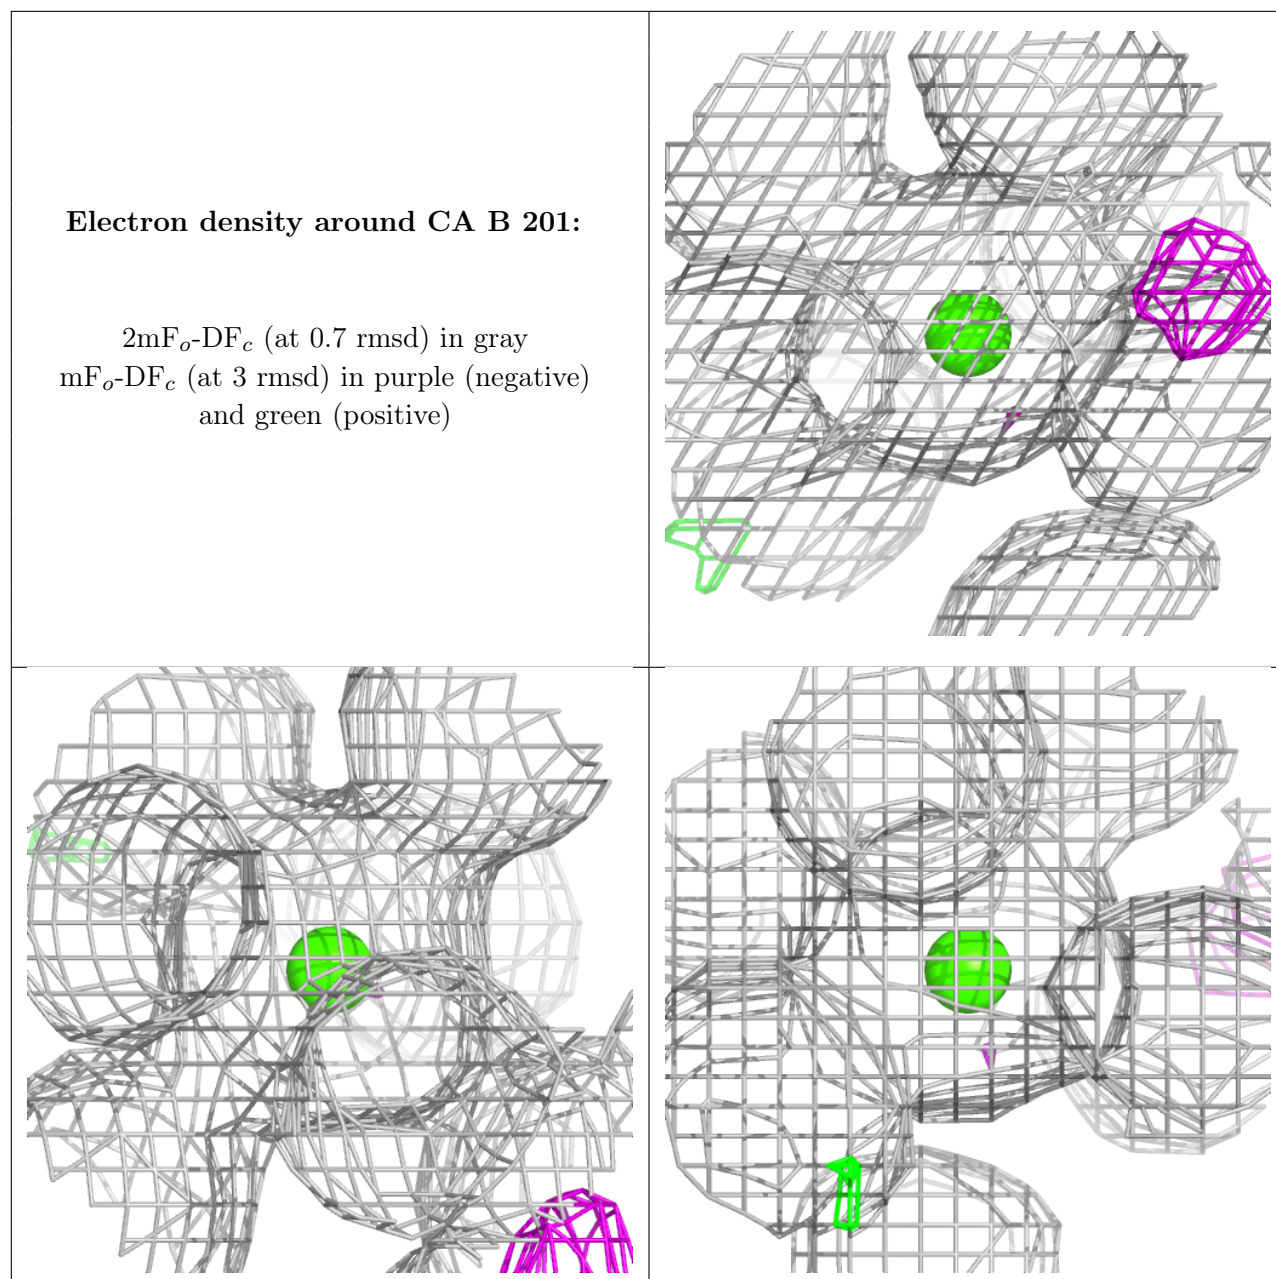 Electron density around CA B 201:
2mFo-DFc (at 0.7 rmsd) in gray
mFo-DFc (at 3 rmsd) in purple (negative)
and green (positive)